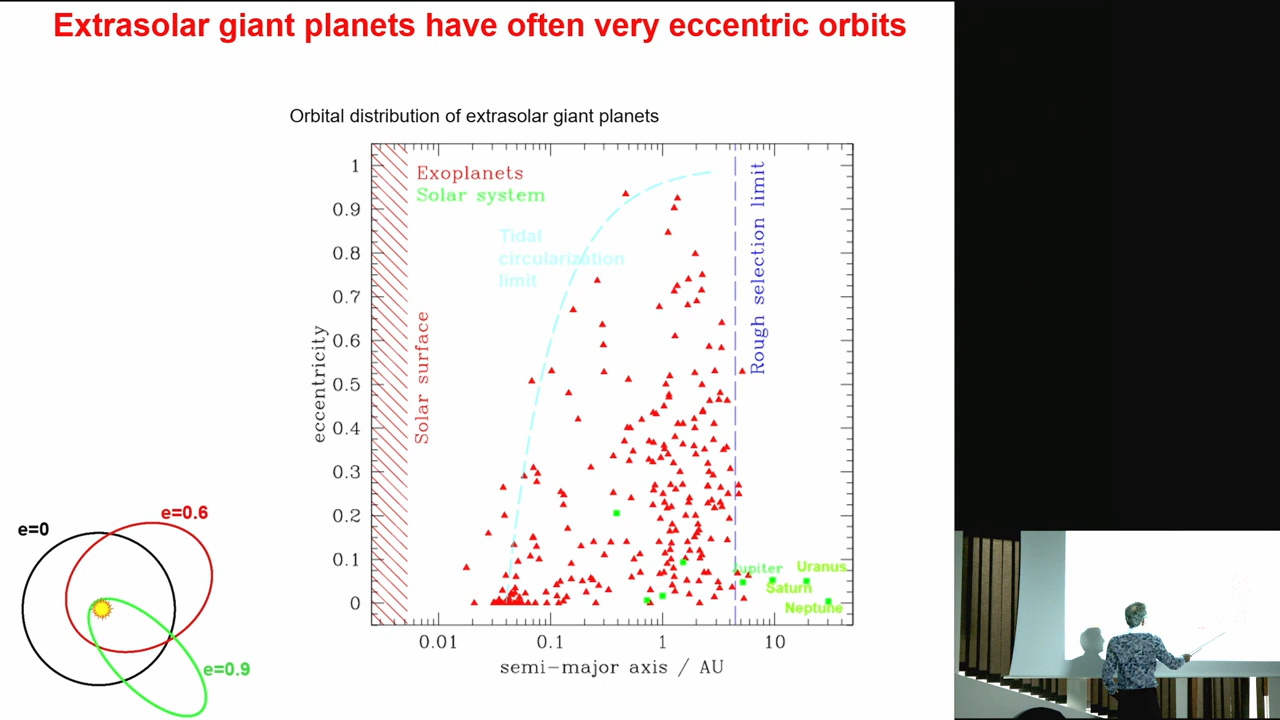 Extrasolar giant planets have often very eccentric orbits
Orbital distribution of extrasolar giant planets
Exoplanets
Solar system
Tidal
circularization
limit
Solar surface
Rough selection limit
eccentricity
1
0.9
0.8
0.7
0.6
0.5
0.4
0.3
0.2
0.1
0
Jupiter
Uranus
Saturn
Neptune
0.01
0.1
1
10
semi-major axis / AU
e=0
e=0.6
e=0.9